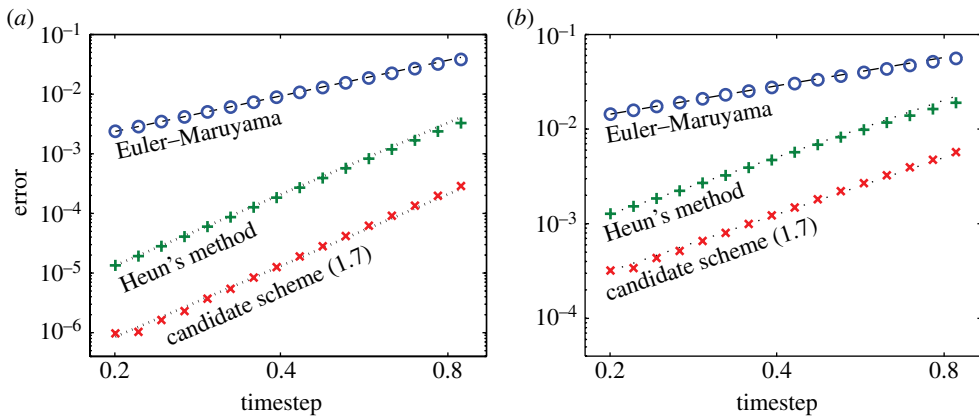 (a)
10⁻¹
10⁻²
10⁻³
10⁻⁴
10⁻⁵
10⁻⁶
error
Euler–Maruyama
Heun's method
candidate scheme (1.7)
0.2
0.4
0.8
timestep
(b)
10⁻¹
10⁻²
10⁻³
10⁻⁴
Euler–Maruyama
Heun's method
candidate scheme (1.7)
0.2
0.4
0.8
timestep